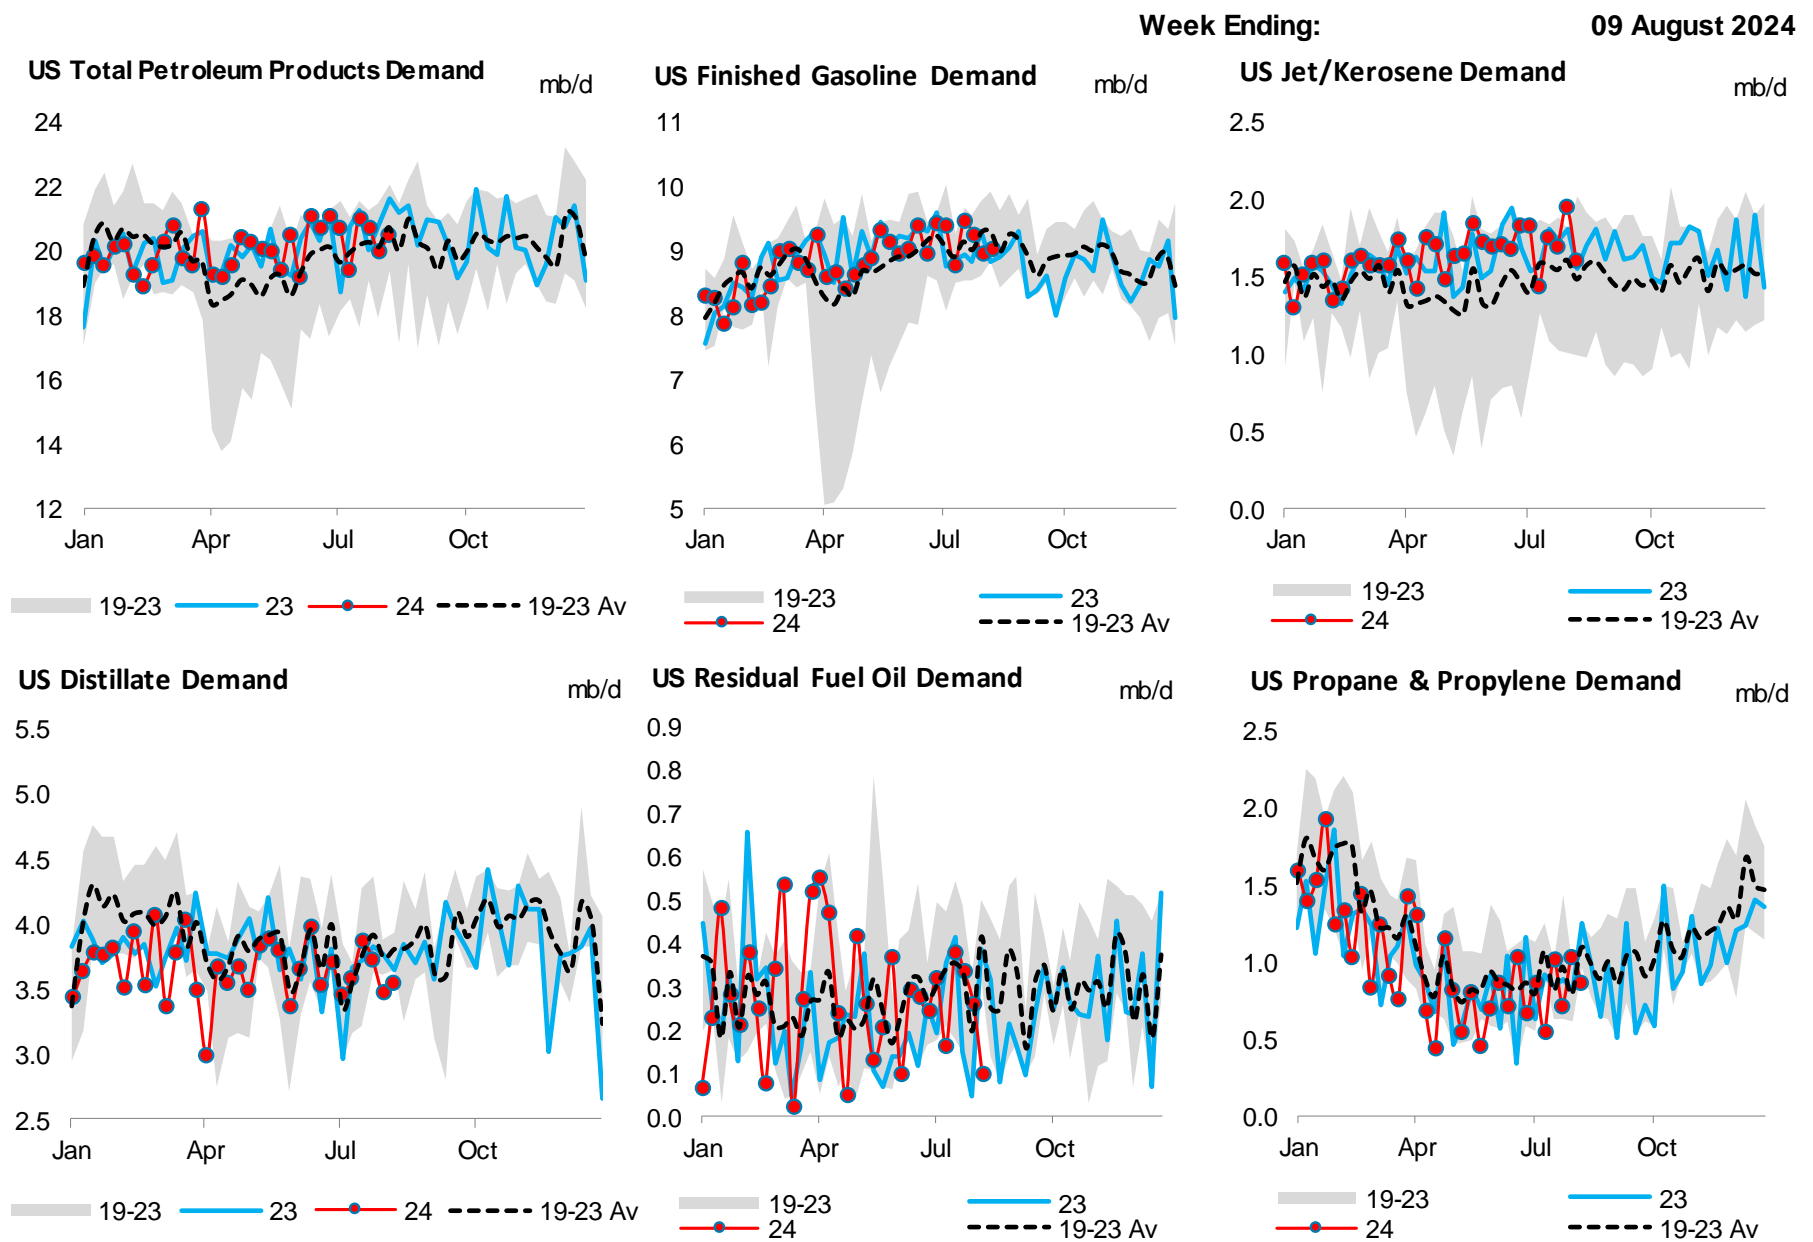 Week Ending: 09 August 2024
US Total Petroleum Products Demand
mb/d
24
22
20
18
16
14
12
Jan Apr Jul Oct
19-23 23 24 19-23 Av
US Finished Gasoline Demand
mb/d
11
10
9
8
7
6
5
Jan Apr Jul Oct
19-23 23
24 19-23 Av
US Jet/Kerosene Demand
mb/d
2.5
2.0
1.5
1.0
0.5
0.0
Jan Apr Jul Oct
19-23 23
24 19-23 Av
US Distillate Demand
mb/d
5.5
5.0
4.5
4.0
3.5
3.0
2.5
Jan Apr Jul Oct
19-23 23 24 19-23 Av
US Residual Fuel Oil Demand
mb/d
0.9
0.8
0.7
0.6
0.5
0.4
0.3
0.2
0.1
0.0
Jan Apr Jul Oct
19-23 23
24 19-23 Av
US Propane & Propylene Demand
mb/d
2.5
2.0
1.5
1.0
0.5
0.0
Jan Apr Jul Oct
19-23 23
24 19-23 Av